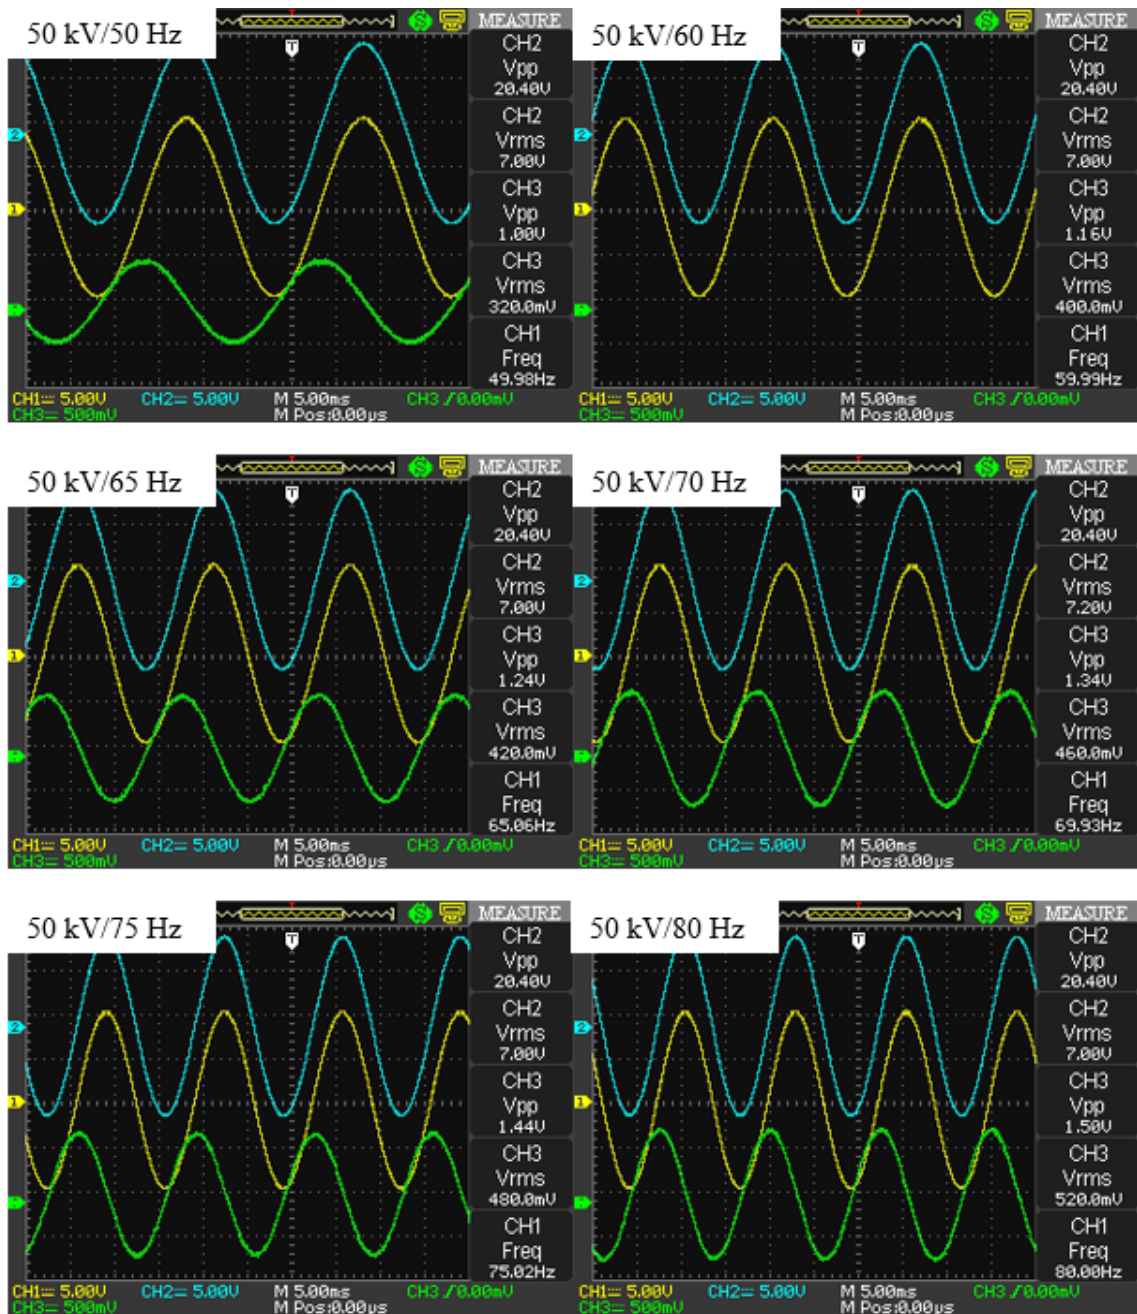 50 kV/50 Hz
MEASURE
CH2
Vpp
20.40V
CH2
Vrms
7.00V
CH3
Vpp
1.00V
CH3
Vrms
320.0mV
CH1
Freq
49.98Hz
T
2
1
CH1 5.00V CH2 5.00V M 5.00ms CH3 / 0.00mV
CH3 500mV M Pos:0.00µs
50 kV/60 Hz
MEASURE
CH2
Vpp
20.40V
CH2
Vrms
7.00V
CH3
Vpp
1.16V
CH3
Vrms
400.0mV
CH1
Freq
59.99Hz
T
2
1
CH1 5.00V CH2 5.00V M 5.00ms CH3 / 0.00mV
CH3 500mV M Pos:0.00µs
50 kV/65 Hz
MEASURE
CH2
Vpp
20.40V
CH2
Vrms
7.00V
CH3
Vpp
1.24V
CH3
Vrms
420.0mV
CH1
Freq
65.06Hz
T
2
1
CH1 5.00V CH2 5.00V M 5.00ms CH3 / 0.00mV
CH3 500mV M Pos:0.00µs
50 kV/70 Hz
MEASURE
CH2
Vpp
20.40V
CH2
Vrms
7.20V
CH3
Vpp
1.34V
CH3
Vrms
460.0mV
CH1
Freq
69.93Hz
T
2
1
CH1 5.00V CH2 5.00V M 5.00ms CH3 / 0.00mV
CH3 500mV M Pos:0.00µs
50 kV/75 Hz
MEASURE
CH2
Vpp
20.40V
CH2
Vrms
7.00V
CH3
Vpp
1.44V
CH3
Vrms
480.0mV
CH1
Freq
75.02Hz
T
2
1
CH1 5.00V CH2 5.00V M 5.00ms CH3 / 0.00mV
CH3 500mV M Pos:0.00µs
50 kV/80 Hz
MEASURE
CH2
Vpp
20.40V
CH2
Vrms
7.00V
CH3
Vpp
1.50V
CH3
Vrms
520.0mV
CH1
Freq
80.00Hz
T
2
1
CH1 5.00V CH2 5.00V M 5.00ms CH3 / 0.00mV
CH3 500mV M Pos:0.00µs